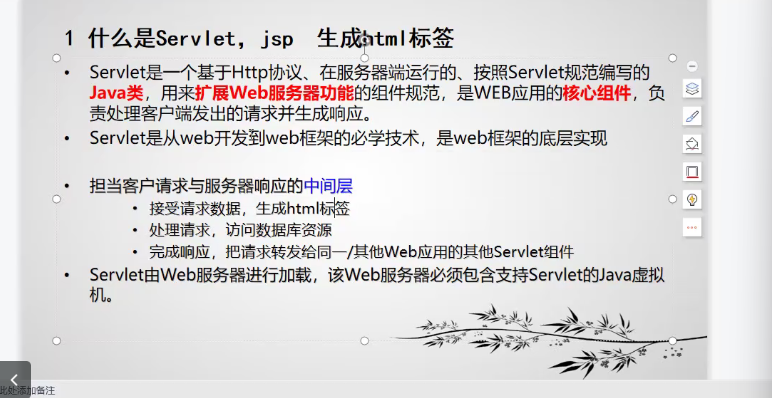 1 什么是Servlet，jsp 生成html标签
• Servlet是一个基于Http协议、在服务器端运行的、按照Servlet规范编写的
Java类，用来扩展Web服务器功能的组件规范，是WEB应用的核心组件，负
责处理客户端发出的请求并生成响应。
• Servlet是从web开发到web框架的必学技术，是web框架的底层实现
• 担当客户请求与服务器响应的中间层
• 接受请求数据，生成html标签
• 处理请求，访问数据库资源
• 完成响应，把请求转发给同一/其他Web应用的其他Servlet组件
• Servlet由Web服务器进行加载，该Web服务器必须包含支持Servlet的Java虚拟
机。
此处添加备注